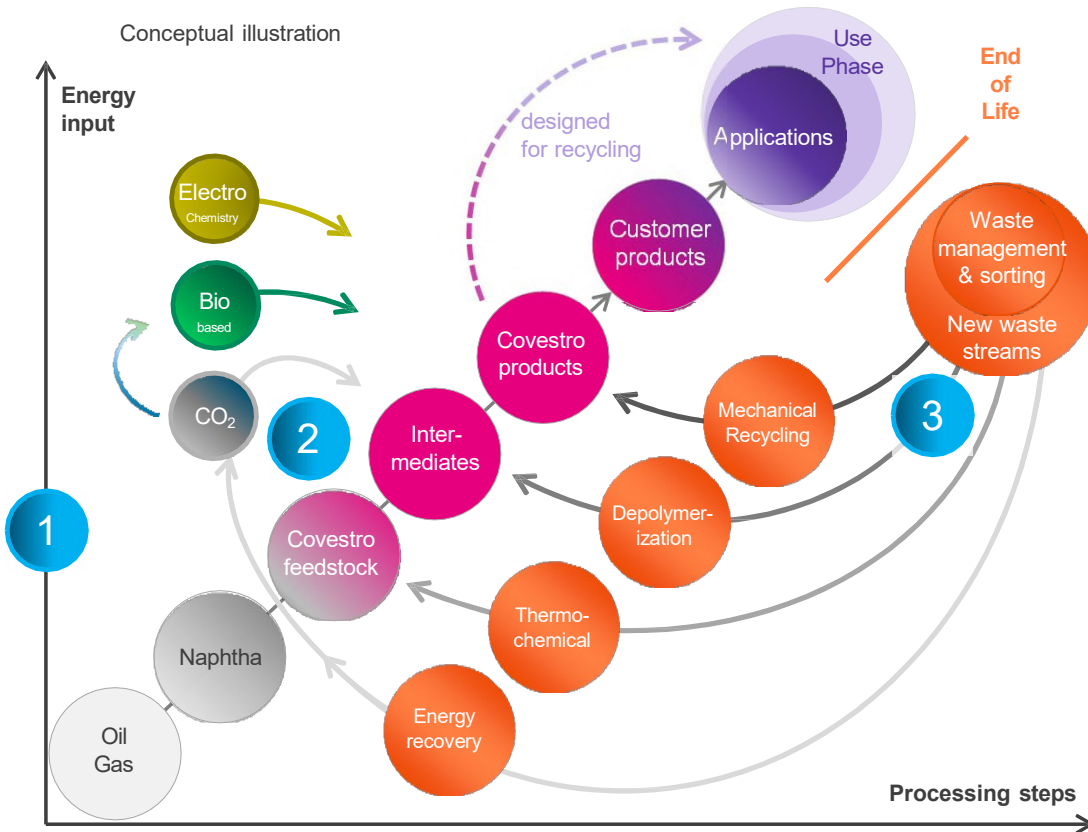 Conceptual illustration
Energy
input
Electro
Chemistry
Bio
based
CO₂
1
2
3
designed
for recycling
Use
Phase
Applications
End
of
Life
Customer
products
Covestro
products
Inter-
mediates
Covestro
feedstock
Naphtha
Oil
Gas
Waste
management
& sorting
New waste
streams
Mechanical
Recycling
Depolymer-
ization
Thermo-
chemical
Energy
recovery
Processing steps